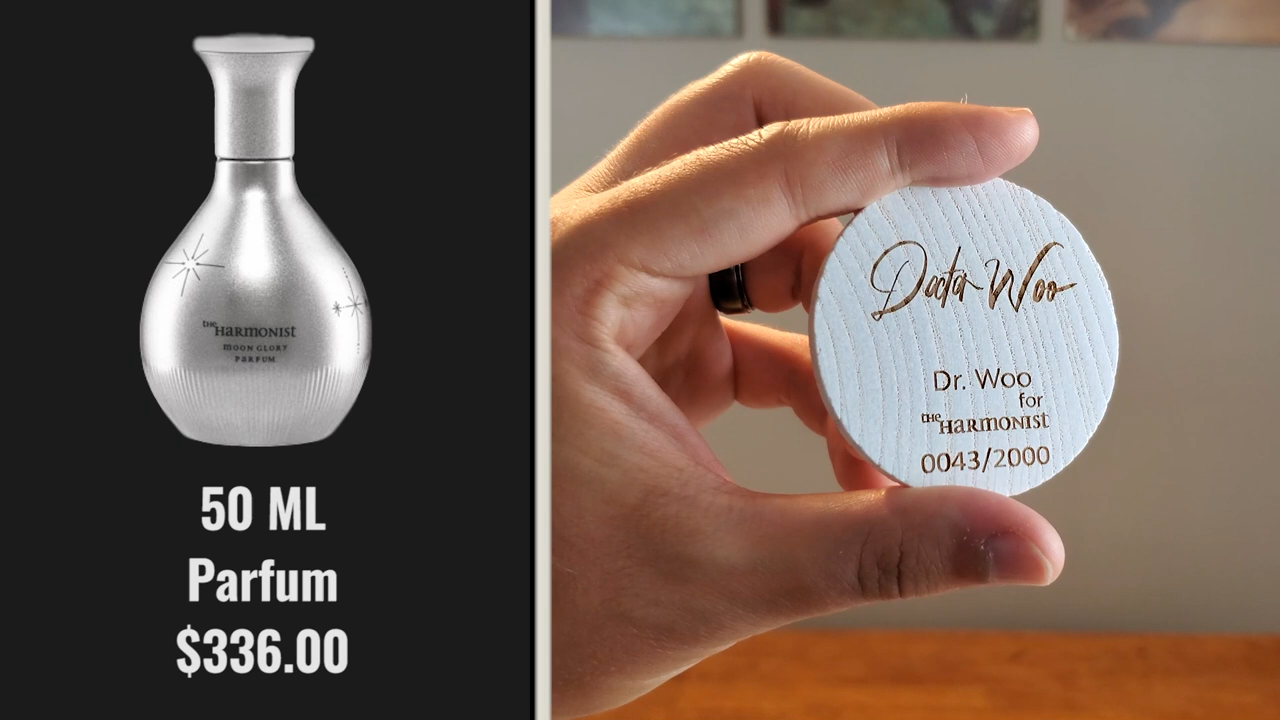 THE HARMONIST
MOON GLORY
PARFUM
50 ML
Parfum
$336.00
Doctor Woo
Dr. Woo
for
THE HARMONIST
0043/2000